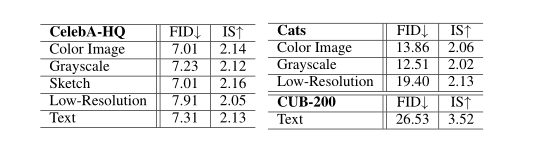 CelebA-HQ FID↓ IS↑
Color Image 7.01 2.14
Grayscale 7.23 2.12
Sketch 7.01 2.16
Low-Resolution 7.91 2.05
Text 7.31 2.13
Cats FID↓ IS↑
Color Image 13.86 2.06
Grayscale 12.51 2.02
Low-Resolution 19.40 2.13
CUB-200 FID↓ IS↑
Text 26.53 3.52